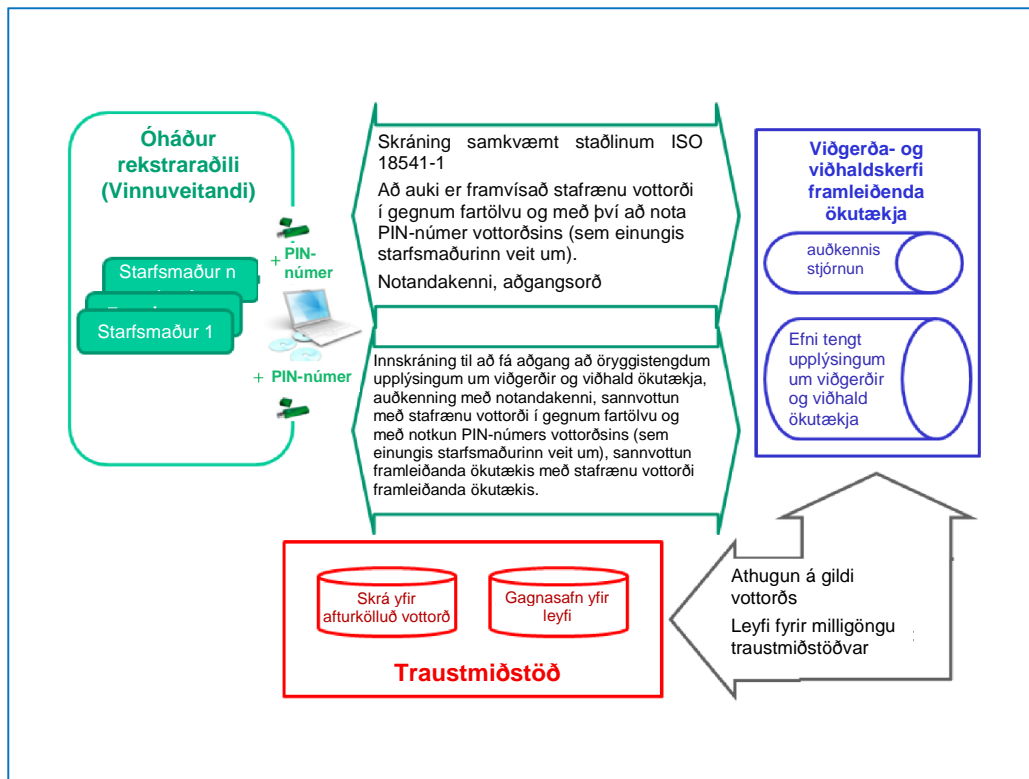 Óháður
rekstraraðili
(Vinnuveitandi)
+ PIN-
númer
Starfsmaður n
Starfsmaður 1
+ PIN-númer
Skráning samkvæmt staðlinum ISO
18541-1
Að auki er framvísað stafrænu vottorði
í gegnum fartölvu og með því að nota
PIN-númer vottorðsins (sem einungis
starfsmaðurinn veit um).
Notandakenni, aðgangsorð
Innskráning til að fá aðgang að öryggistengdum
upplýsingum um viðgerðir og viðhald ökutækja,
auðkenning með notandakenni, sannvottun
með stafrænu vottorði í gegnum fartölvu og
með notkun PIN-númers vottorðsins (sem
einungis starfsmaðurinn veit um), sannvottun
framleiðanda ökutækis með stafrænu vottorði
framleiðanda ökutækis.
Viðgerða- og
viðhaldskerfi
framleiðenda
ökutækja
auðkennis
stjórnun
Efni tengt
upplýsingum
um viðgerðir
og viðhald
ökutækja
Skrá yfir
afturkölluð vottorð
Gagnasafn yfir
leyfi
Traustmiðstöð
Athugun á gildi
vottorðs
Leyfi fyrir milligöngu
traustmiðstöðvar